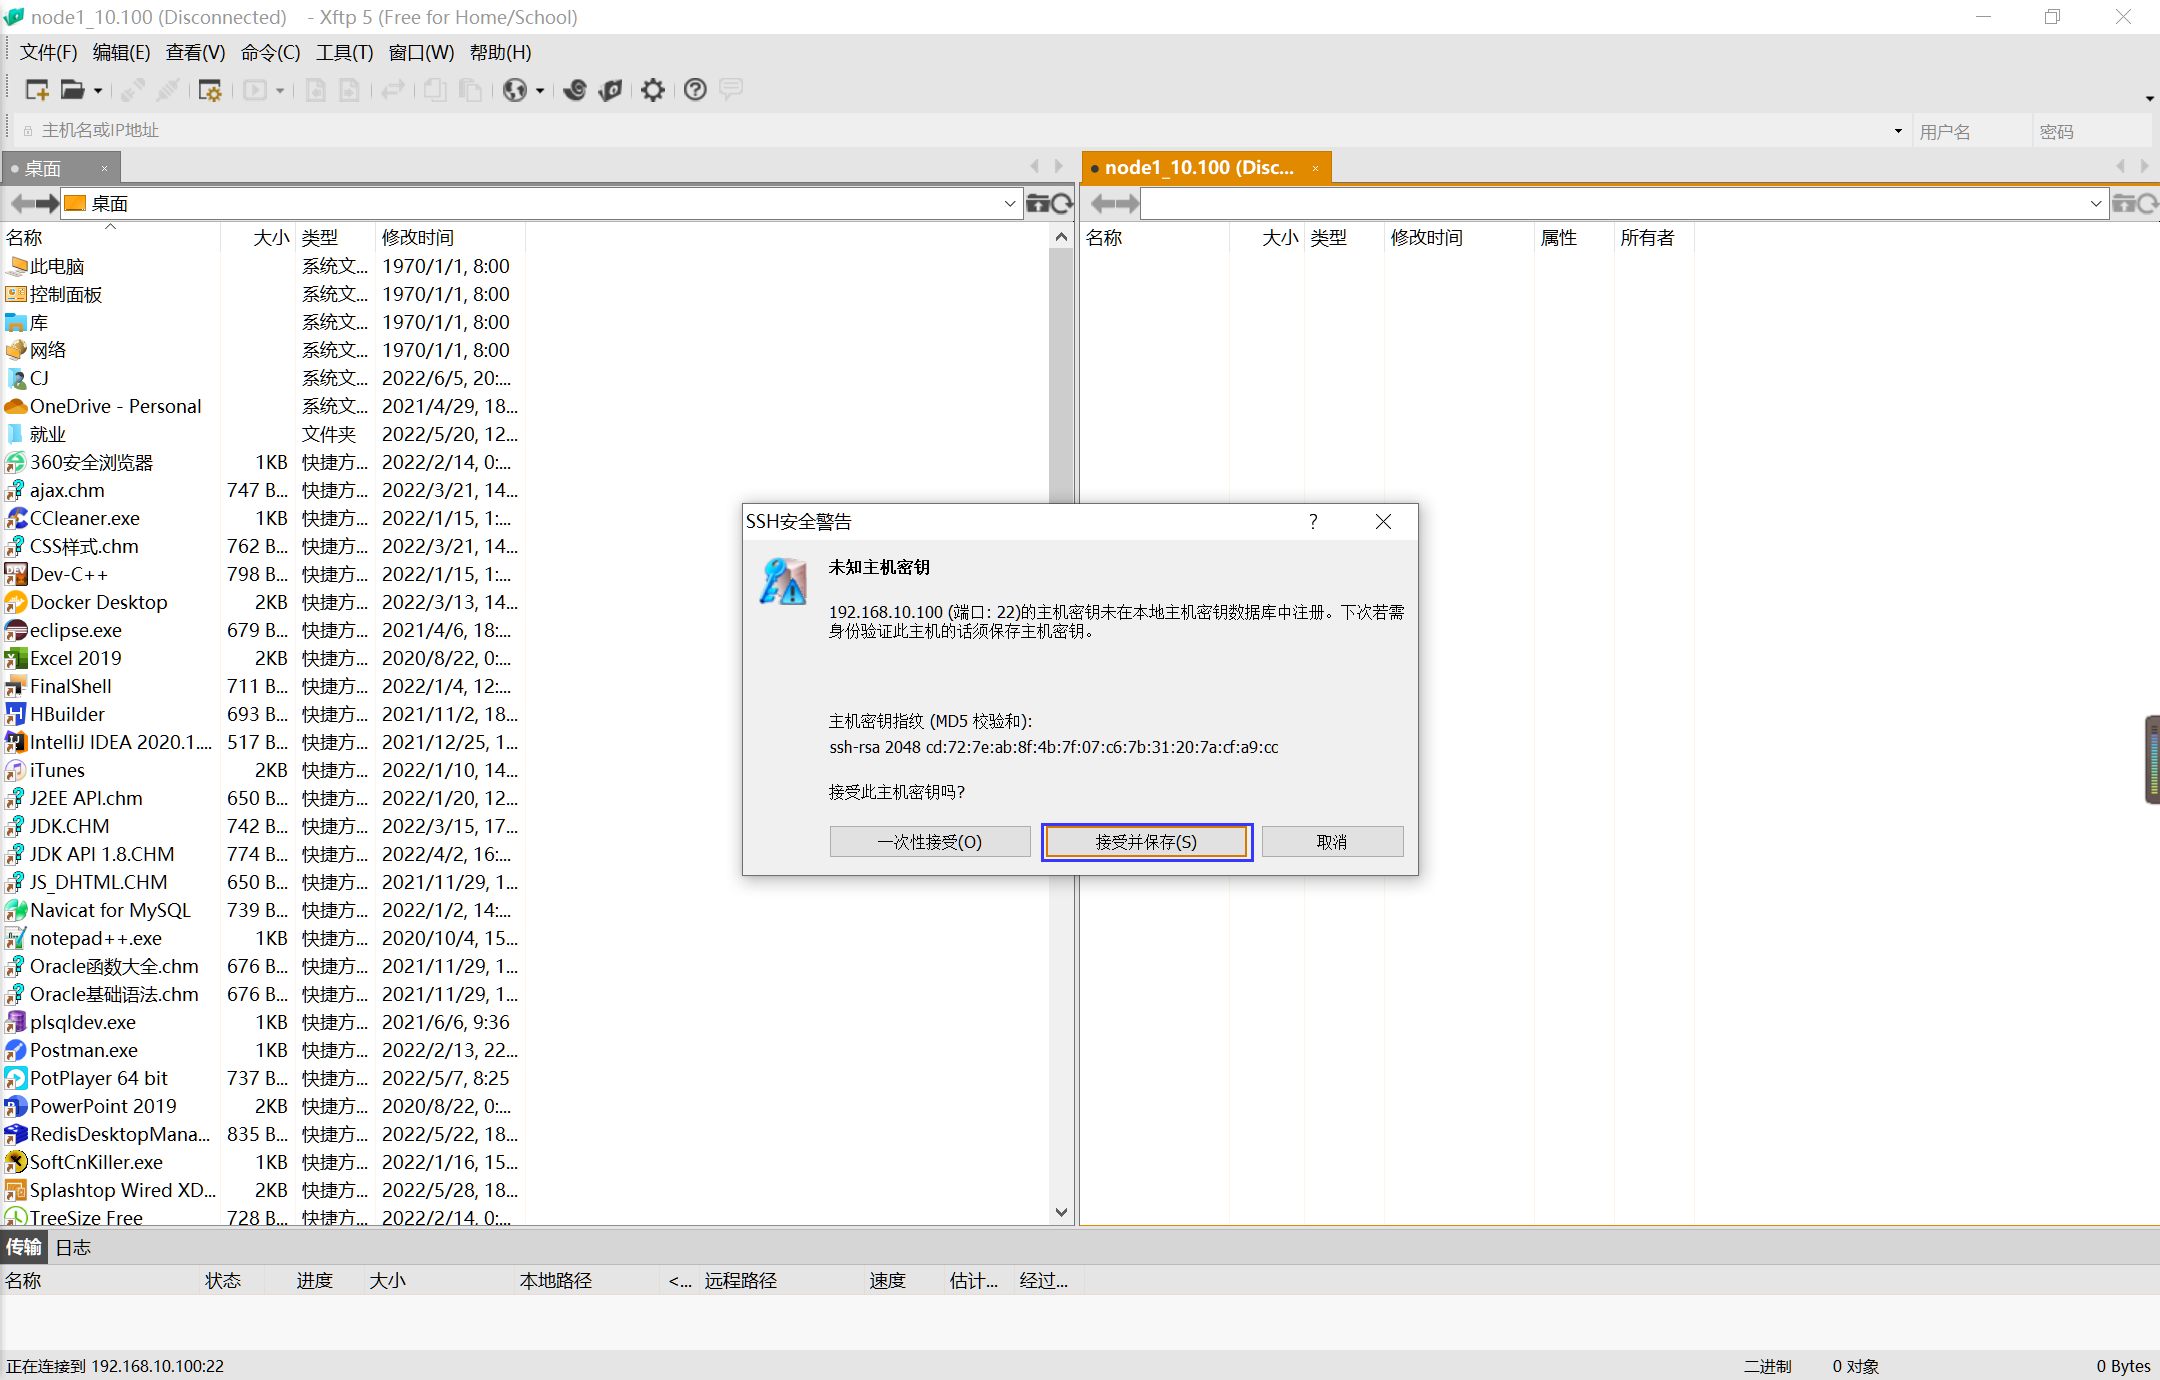 node1_10.100 (Disconnected) - Xftp 5 (Free for Home/School)
文件(F) 编辑(E) 查看(V) 命令(C) 工具(T) 窗口(W) 帮助(H)
主机名或IP地址 用户名 密码
桌面 node1_10.100 (Disc...
桌面
名称 大小 类型 修改时间 名称 大小 类型 修改时间 属性 所有者
此电脑 系统文... 1970/1/1, 8:00
控制面板 系统文... 1970/1/1, 8:00
库 系统文... 1970/1/1, 8:00
网络 系统文... 1970/1/1, 8:00
CJ 系统文... 2022/6/5, 20:...
OneDrive - Personal 系统文... 2021/4/29, 18...
就业 文件夹 2022/5/20, 12...
360安全浏览器 1KB 快捷方... 2022/2/14, 0:...
ajax.chm 747 B... 快捷方... 2022/3/21, 14...
CCleaner.exe 1KB 快捷方... 2022/1/15, 1:...
CSS样式.chm 762 B... 快捷方... 2022/3/21, 14...
Dev-C++ 798 B... 快捷方... 2022/1/15, 1:...
Docker Desktop 2KB 快捷方... 2022/3/13, 14...
eclipse.exe 679 B... 快捷方... 2021/4/6, 18:...
Excel 2019 2KB 快捷方... 2020/8/22, 0:...
FinalShell 711 B... 快捷方... 2022/1/4, 12:...
HBuilder 693 B... 快捷方... 2021/11/2, 18...
IntelliJ IDEA 2020.1.... 517 B... 快捷方... 2021/12/25, 1...
iTunes 2KB 快捷方... 2022/1/10, 14...
J2EE API.chm 650 B... 快捷方... 2022/1/20, 12...
JDK.CHM 742 B... 快捷方... 2022/3/15, 17...
JDK API 1.8.CHM 774 B... 快捷方... 2022/4/2, 16:...
JS_DHTML.CHM 650 B... 快捷方... 2021/11/29, 1...
Navicat for MySQL 739 B... 快捷方... 2022/1/2, 14:...
notepad++.exe 1KB 快捷方... 2020/10/4, 15...
Oracle函数大全.chm 676 B... 快捷方... 2021/11/29, 1...
Oracle基础语法.chm 676 B... 快捷方... 2021/11/29, 1...
plsqldev.exe 1KB 快捷方... 2021/6/6, 9:36
Postman.exe 1KB 快捷方... 2022/2/13, 22...
PotPlayer 64 bit 737 B... 快捷方... 2022/5/7, 8:25
PowerPoint 2019 2KB 快捷方... 2020/8/22, 0:...
RedisDesktopMana... 835 B... 快捷方... 2022/5/22, 18...
SoftCnKiller.exe 1KB 快捷方... 2022/1/16, 15...
Splashtop Wired XD... 2KB 快捷方... 2022/5/28, 18...
TreeSize Free 728 B... 快捷方... 2022/2/14, 0:...
SSH安全警告 ?
未知主机密钥
192.168.10.100 (端口: 22)的主机密钥未在本地主机密钥数据库中注册。下次若需
身份验证此主机的话须保存主机密钥。
主机密钥指纹 (MD5 校验和):
ssh-rsa 2048 cd:72:7e:ab:8f:4b:7f:07:c6:7b:31:20:7a:cf:a9:cc
接受此主机密钥吗?
一次性接受(O) 接受并保存(S) 取消
传输 日志
名称 状态 进度 大小 本地路径 <... 远程路径 速度 估计... 经过...
正在连接到 192.168.10.100:22 二进制 0 对象 0 Bytes